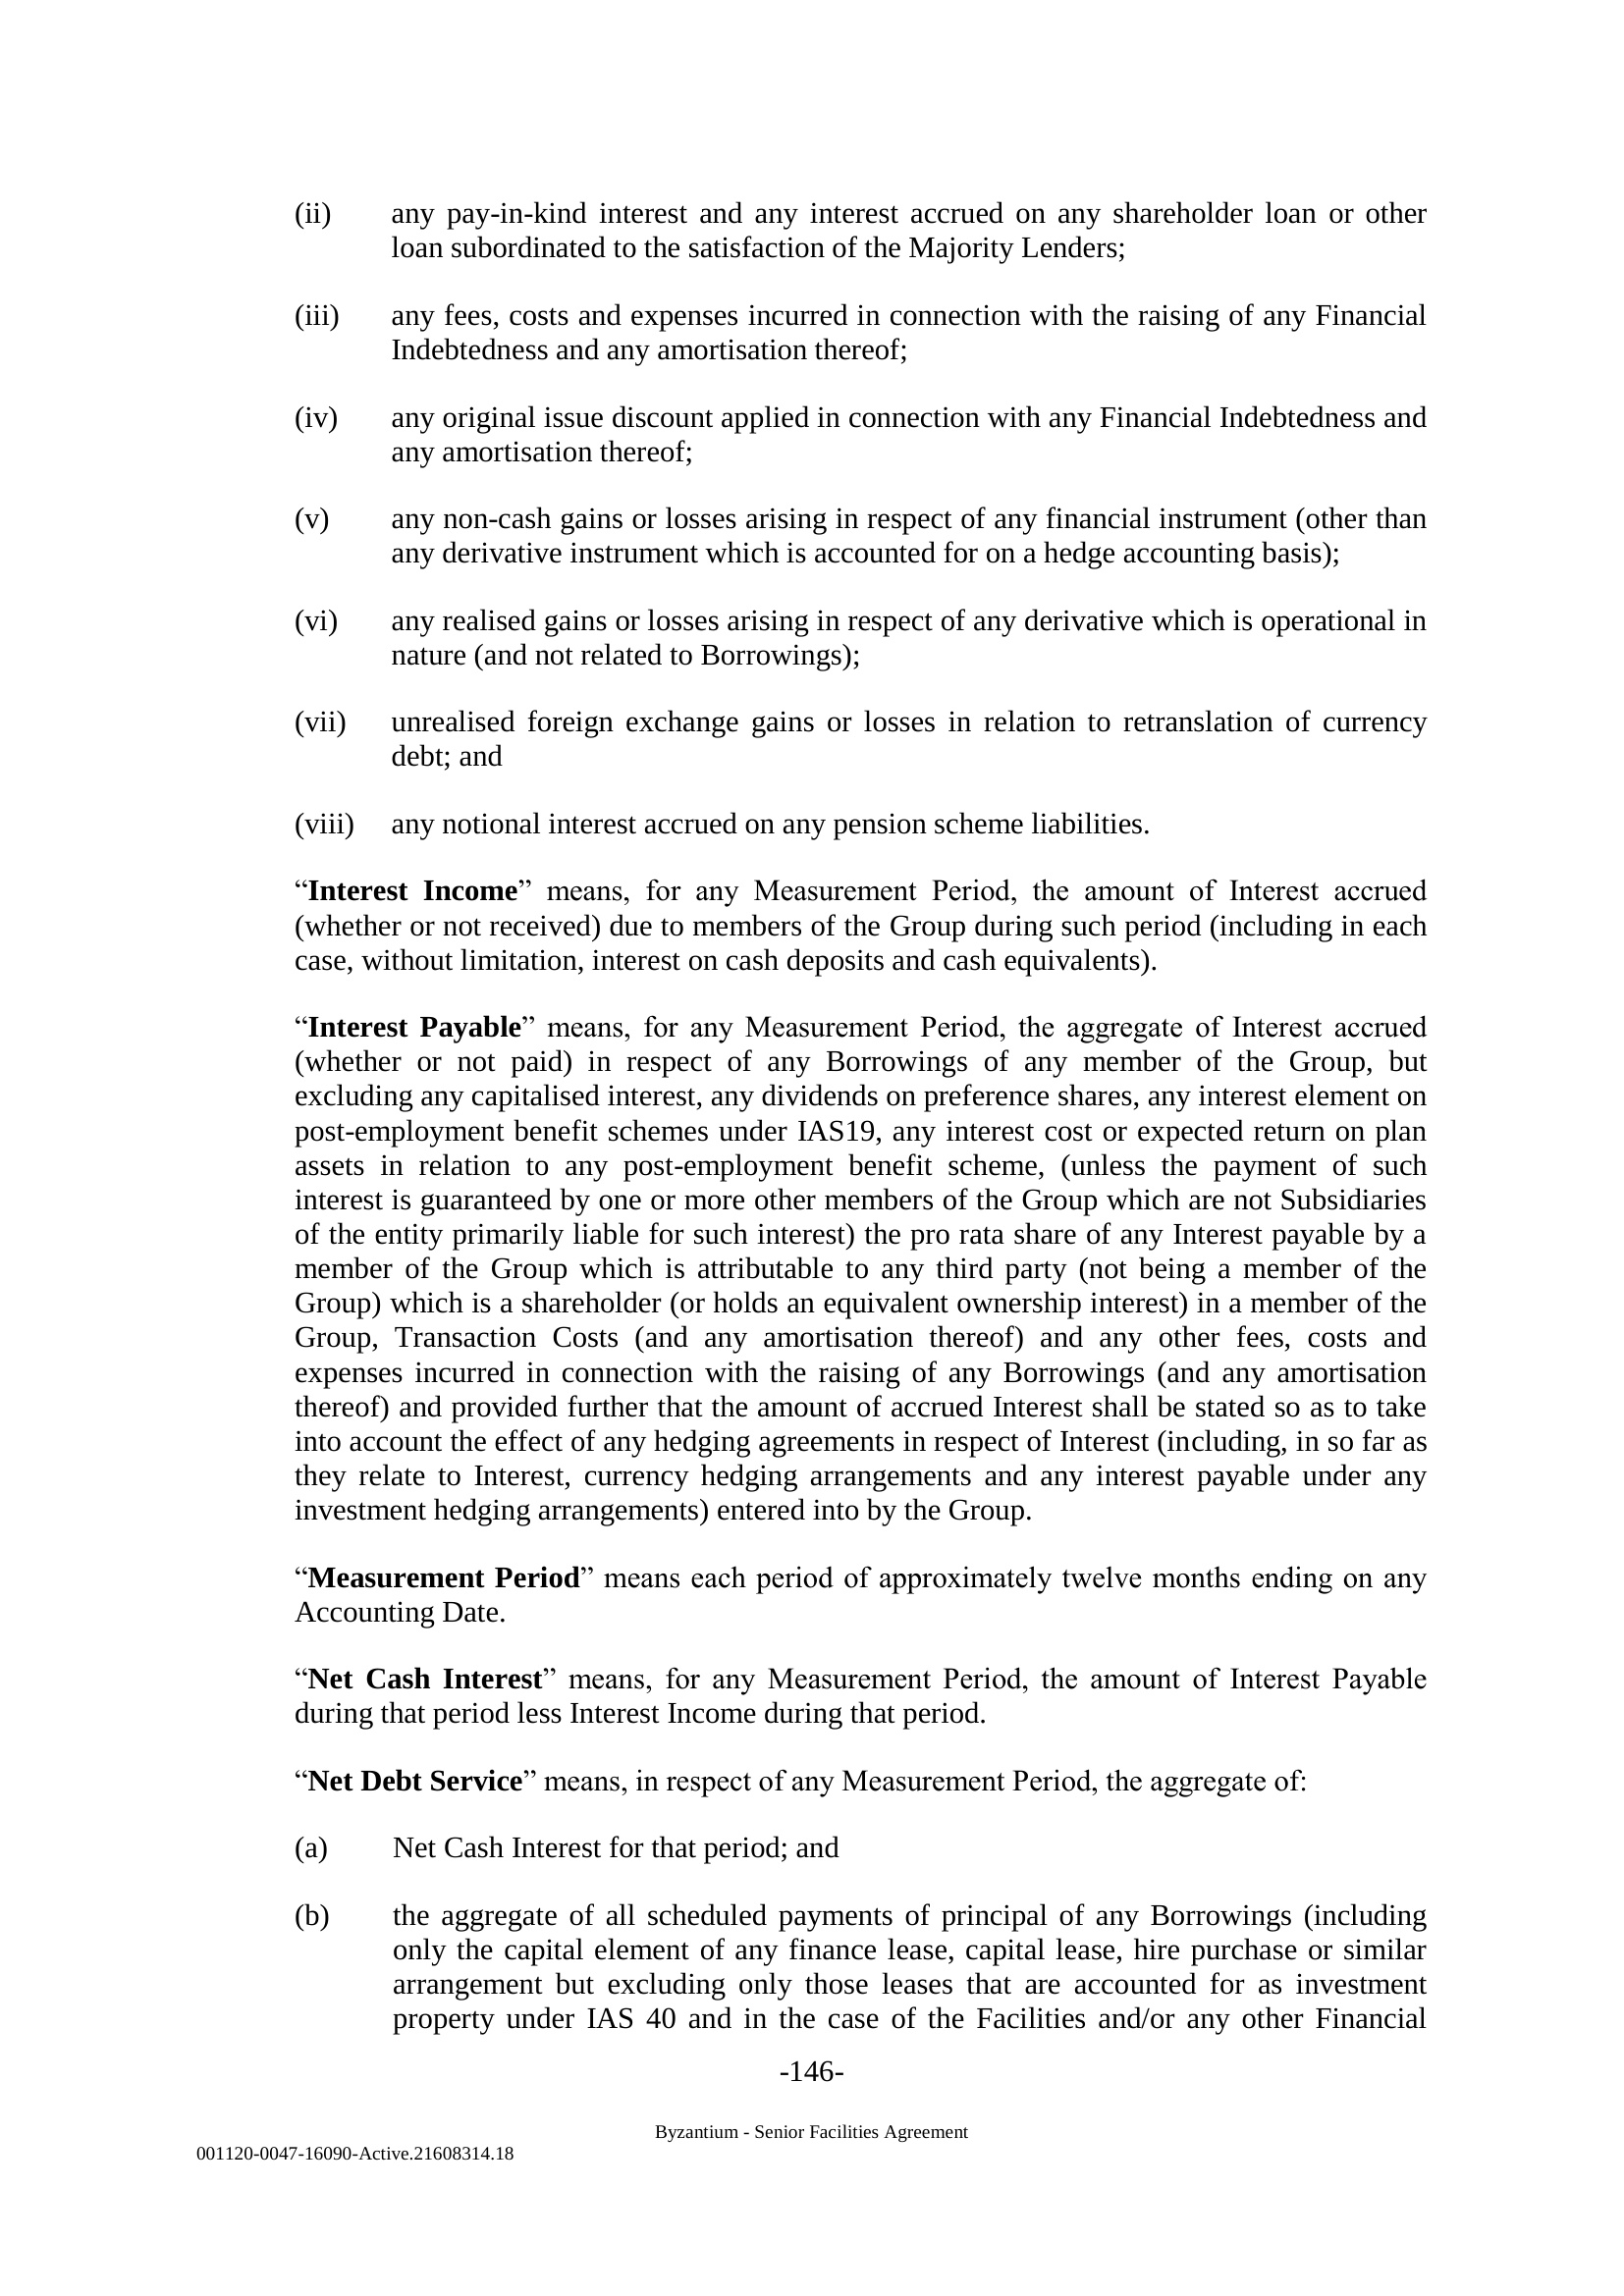 (ii) any pay-in-kind interest and any interest accrued on any shareholder loan or other
loan subordinated to the satisfaction of the Majority Lenders;
(iii) any fees, costs and expenses incurred in connection with the raising of any Financial
Indebtedness and any amortisation thereof;
(iv) any original issue discount applied in connection with any Financial Indebtedness and
any amortisation thereof;
(v) any non-cash gains or losses arising in respect of any financial instrument (other than
any derivative instrument which is accounted for on a hedge accounting basis);
(vi) any realised gains or losses arising in respect of any derivative which is operational in
nature (and not related to Borrowings);
(vii) unrealised foreign exchange gains or losses in relation to retranslation of currency
debt; and
(viii) any notional interest accrued on any pension scheme liabilities.
“Interest Income” means, for any Measurement Period, the amount of Interest accrued
(whether or not received) due to members of the Group during such period (including in each
case, without limitation, interest on cash deposits and cash equivalents).
“Interest Payable” means, for any Measurement Period, the aggregate of Interest accrued
(whether or not paid) in respect of any Borrowings of any member of the Group, but
excluding any capitalised interest, any dividends on preference shares, any interest element on
post-employment benefit schemes under IAS19, any interest cost or expected return on plan
assets in relation to any post-employment benefit scheme, (unless the payment of such
interest is guaranteed by one or more other members of the Group which are not Subsidiaries
of the entity primarily liable for such interest) the pro rata share of any Interest payable by a
member of the Group which is attributable to any third party (not being a member of the
Group) which is a shareholder (or holds an equivalent ownership interest) in a member of the
Group, Transaction Costs (and any amortisation thereof) and any other fees, costs and
expenses incurred in connection with the raising of any Borrowings (and any amortisation
thereof) and provided further that the amount of accrued Interest shall be stated so as to take
into account the effect of any hedging agreements in respect of Interest (including, in so far as
they relate to Interest, currency hedging arrangements and any interest payable under any
investment hedging arrangements) entered into by the Group.
“Measurement Period” means each period of approximately twelve months ending on any
Accounting Date.
“Net Cash Interest” means, for any Measurement Period, the amount of Interest Payable
during that period less Interest Income during that period.
“Net Debt Service” means, in respect of any Measurement Period, the aggregate of:
(a) Net Cash Interest for that period; and
(b) the aggregate of all scheduled payments of principal of any Borrowings (including
only the capital element of any finance lease, capital lease, hire purchase or similar
arrangement but excluding only those leases that are accounted for as investment
property under IAS 40 and in the case of the Facilities and/or any other Financial
-146-
Byzantium - Senior Facilities Agreement
001120-0047-16090-Active.21608314.18